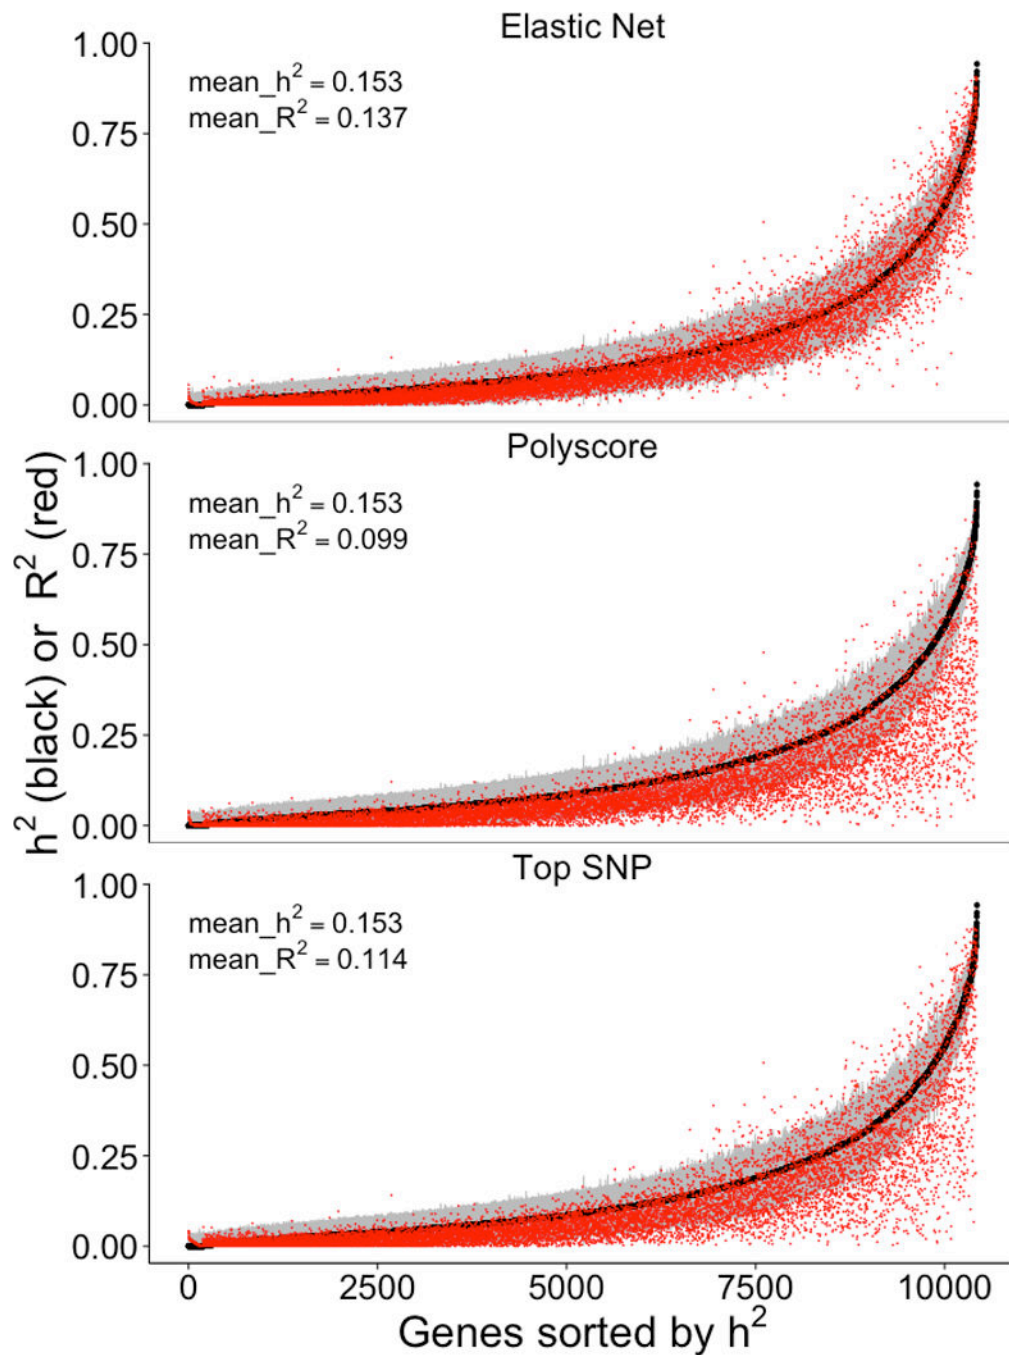 Elastic Net
1.00
mean_h² = 0.153
mean_R² = 0.137
0.75
0.50
0.25
0.00
Polyscore
1.00
mean_h² = 0.153
mean_R² = 0.099
0.75
0.50
0.25
0.00
h² (black) or R² (red)
Top SNP
1.00
mean_h² = 0.153
mean_R² = 0.114
0.75
0.50
0.25
0.00
0 2500 5000 7500 10000
Genes sorted by h²